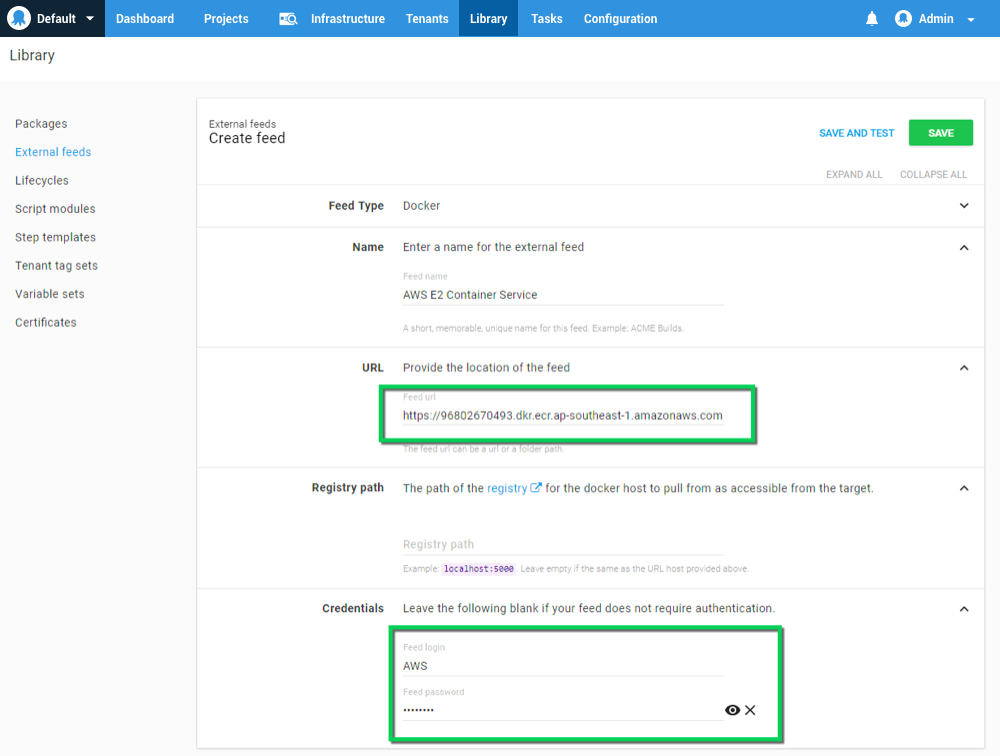 Default Dashboard Projects Infrastructure Tenants Library Tasks Configuration Admin
Library
Packages
External feeds
Lifecycles
Script modules
Step templates
Tenant tag sets
Variable sets
Certificates
External feeds
Create feed
SAVE AND TEST SAVE
EXPAND ALL COLLAPSE ALL
Feed Type Docker
Name Enter a name for the external feed
Feed name
AWS E2 Container Service
A short, memorable, unique name for this feed. Example: ACME Builds.
URL Provide the location of the feed
Feed url
https://96802670493.dkr.ecr.ap-southeast-1.amazonaws.com
The feed url can be a url or a folder path.
Registry path The path of the registry for the docker host to pull from as accessible from the target.
Registry path
Example: localhost:5000 Leave empty if the same as the URL host provided above.
Credentials Leave the following blank if your feed does not require authentication.
Feed login
AWS
Feed password
••••••••